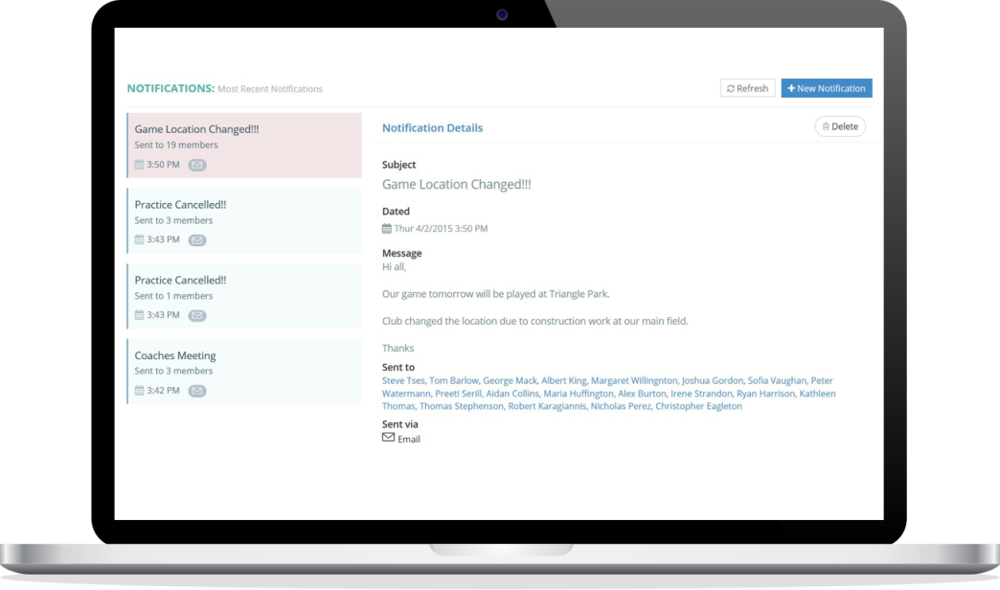 NOTIFICATIONS: Most Recent Notifications
Refresh
+ New Notification
Game Location Changed!!!
Sent to 19 members
3:50 PM
Practice Cancelled!!
Sent to 3 members
3:43 PM
Practice Cancelled!!
Sent to 1 members
3:43 PM
Coaches Meeting
Sent to 3 members
3:42 PM
Notification Details
Delete
Subject
Game Location Changed!!!
Dated
Thur 4/2/2015 3:50 PM
Message
Hi all,
Our game tomorrow will be played at Triangle Park.
Club changed the location due to construction work at our main field.
Thanks
Sent to
Steve Tses, Tom Barlow, George Mack, Albert King, Margaret Willingnton, Joshua Gordon, Sofia Vaughan, Peter
Watermann, Preeti Serill, Aidan Collins, Maria Huffington, Alex Burton, Irene Strandon, Ryan Harrison, Kathleen
Thomas, Thomas Stephenson, Robert Karagiannis, Nicholas Perez, Christopher Eagleton
Sent via
Email